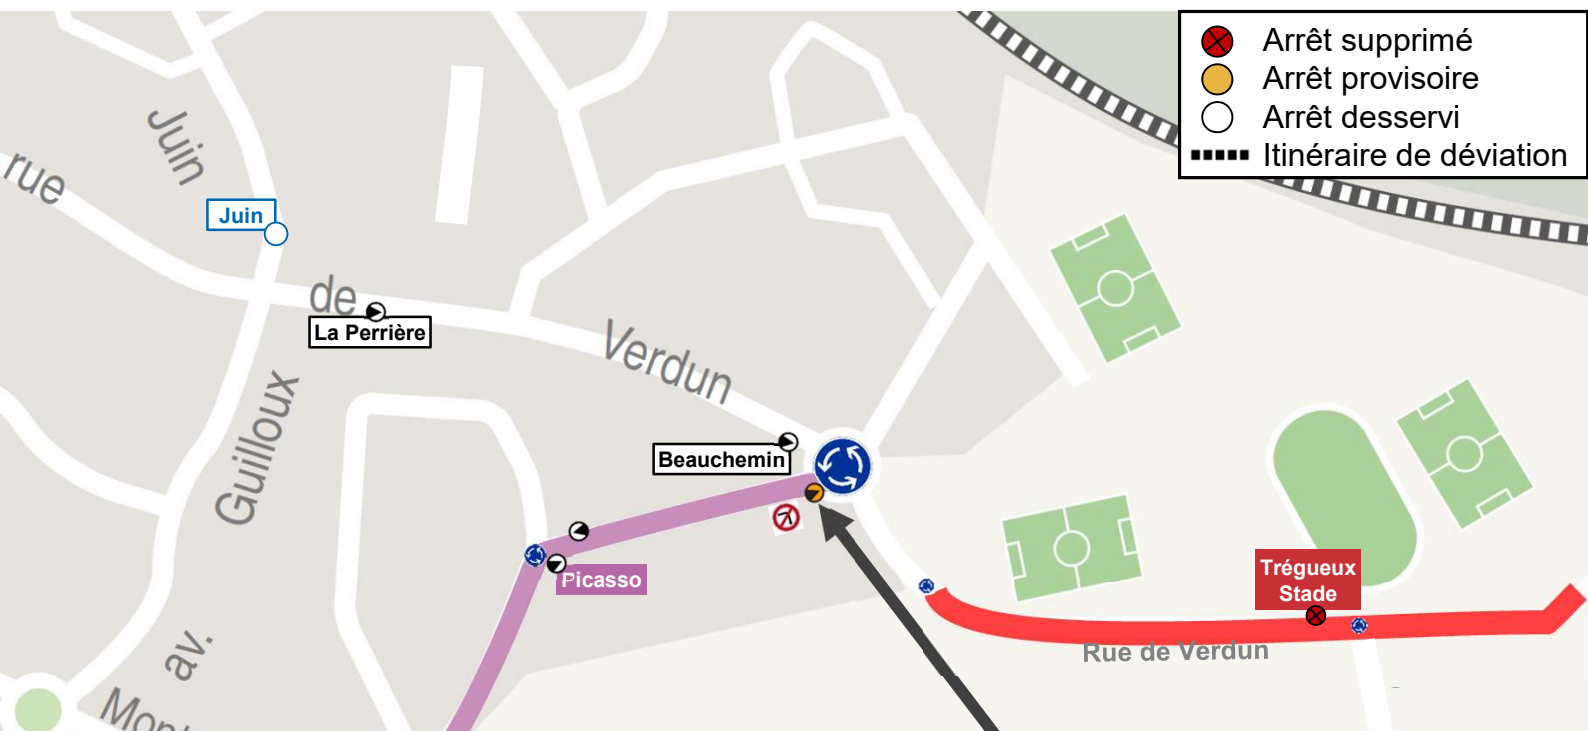 Arrêt supprimé
Arrêt provisoire
Arrêt desservi
Itinéraire de déviation
Juin
rue
Juin
de
La Perrière
Verdun
Guilloux
Beauchemin
Picasso
Trégueux
Stade
Rue de Verdun
av.